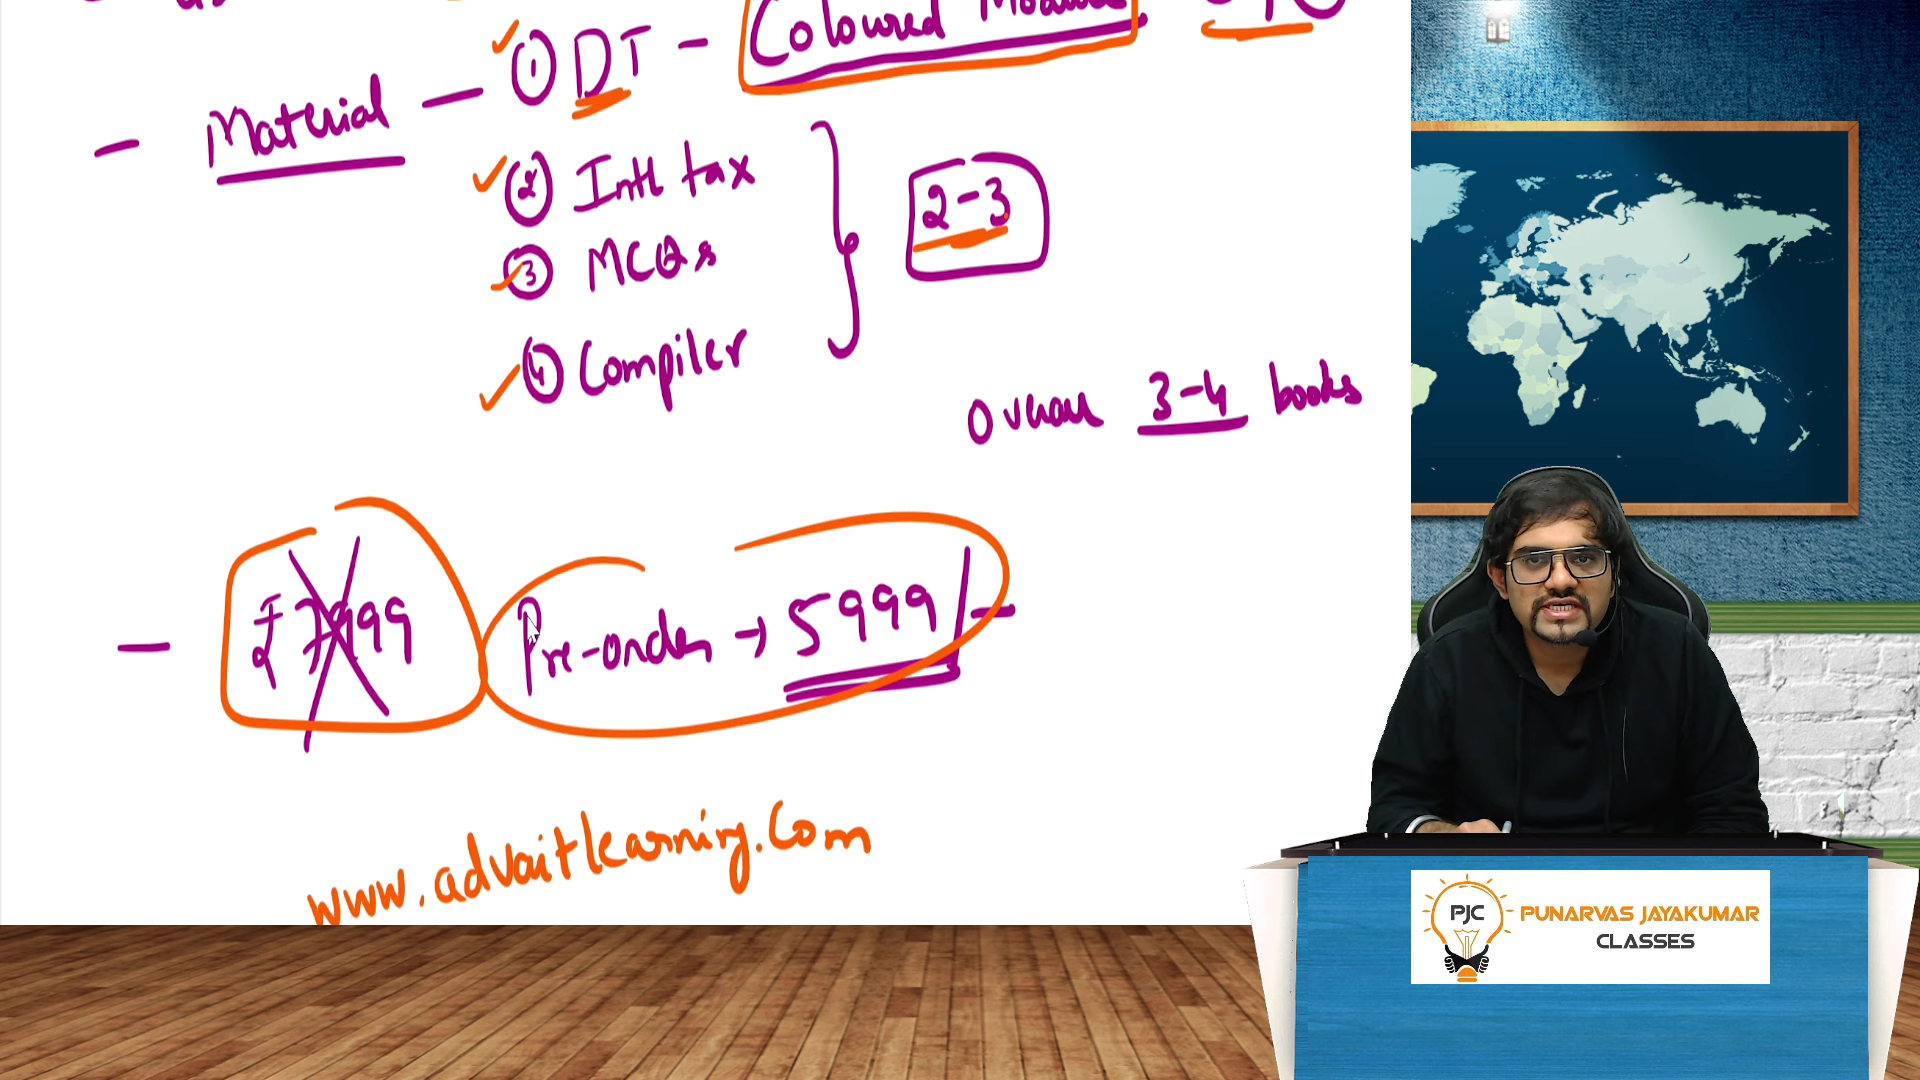 ① DT - Coloured
- Material -
② Intl tax
③ MCQs
2-3
④ Compiler
Overall 3-4 books
- ₹7999 Pre-order → 5999/-
www.advaitlearning.com
PJC PUNARVAS JAYAKUMAR
CLASSES